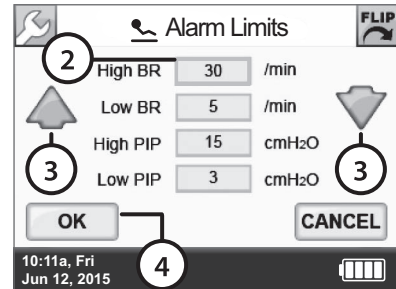 Alarm Limits
FLIP
2
High BR 30 /min
Low BR 5 /min
3
High PIP 15 cmH2O
3
Low PIP 3 cmH2O
OK
CANCEL
4
10:11a, Fri
Jun 12, 2015